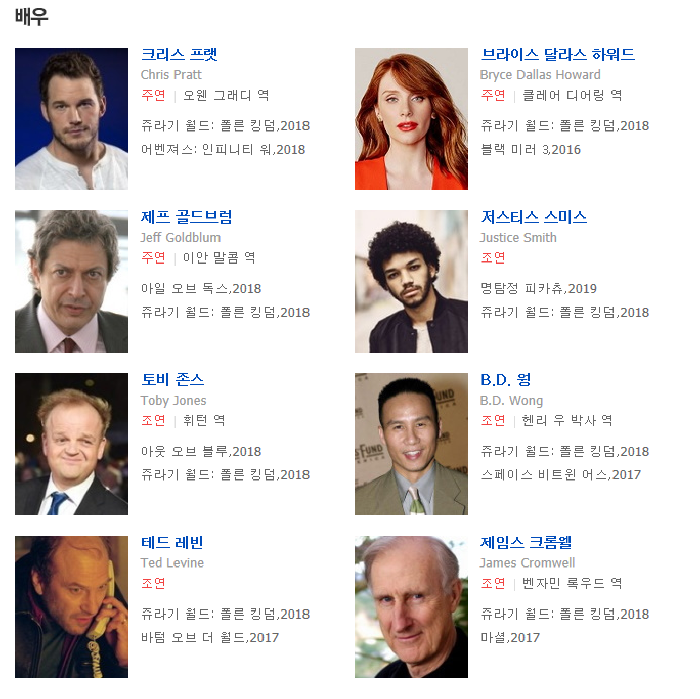 배우
크리스 프랫
Chris Pratt
주연 | 오웬 그래디 역
쥬라기 월드: 폴른 킹덤,2018
어벤져스: 인피니티 워,2018
브라이스 달라스 하워드
Bryce Dallas Howard
주연 | 클레어 디어링 역
쥬라기 월드: 폴른 킹덤,2018
블랙 미러 3,2016
제프 골드브럼
Jeff Goldblum
주연 | 이안 말콤 역
아일 오브 독스,2018
쥬라기 월드: 폴른 킹덤,2018
저스티스 스미스
Justice Smith
조연
명탐정 피카츄,2019
쥬라기 월드: 폴른 킹덤,2018
토비 존스
Toby Jones
조연 | 휘턴 역
아웃 오브 블루,2018
쥬라기 월드: 폴른 킹덤,2018
B.D. 웡
B.D. Wong
조연 | 헨리 우 박사 역
쥬라기 월드: 폴른 킹덤,2018
스페이스 비트윈 어스,2017
테드 레빈
Ted Levine
조연
쥬라기 월드: 폴른 킹덤,2018
바텀 오브 더 월드,2017
제임스 크롬웰
James Cromwell
조연 | 벤자민 록우드 역
쥬라기 월드: 폴른 킹덤,2018
마셜,2017